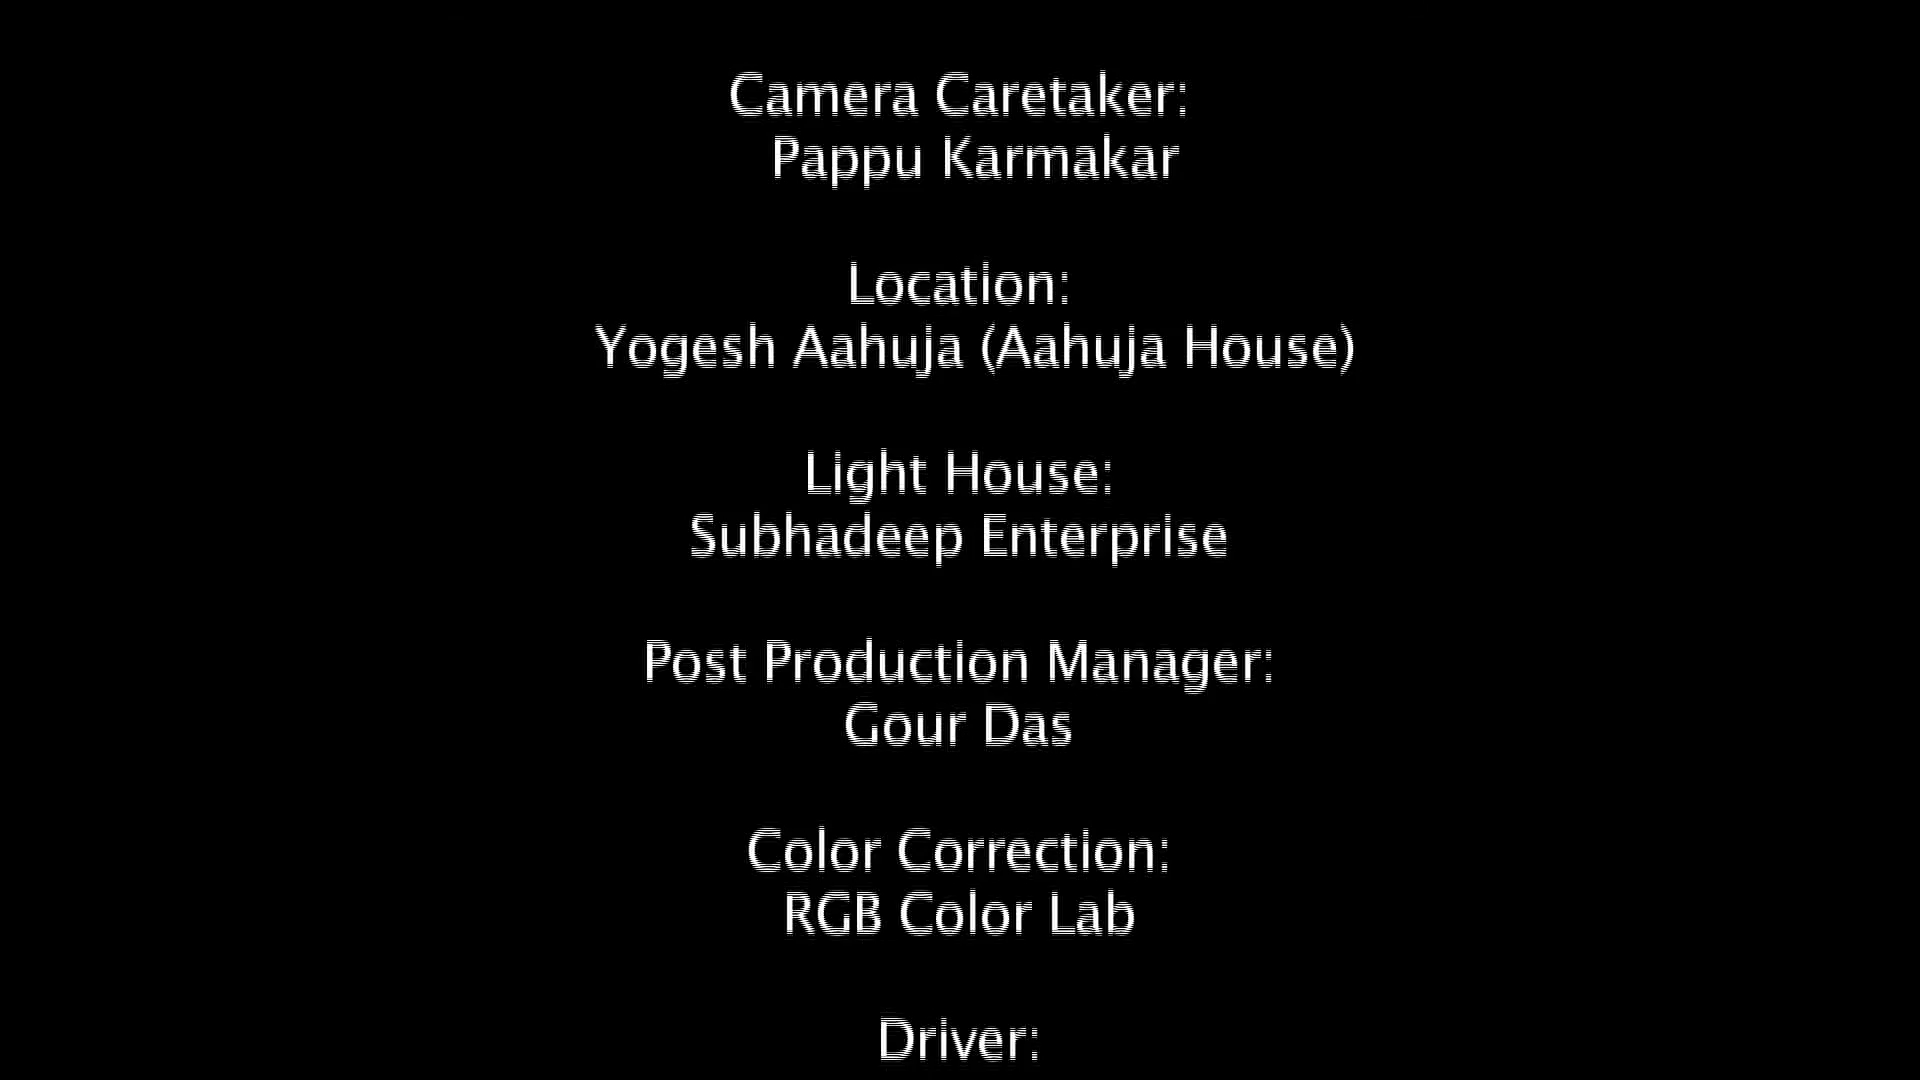 Camera Caretaker:
Pappu Karmakar
Location:
Yogesh Aahuja (Aahuja House)
Light House:
Subhadeep Enterprise
Post Production Manager:
Gour Das
Color Correction:
RGB Color Lab
Driver: